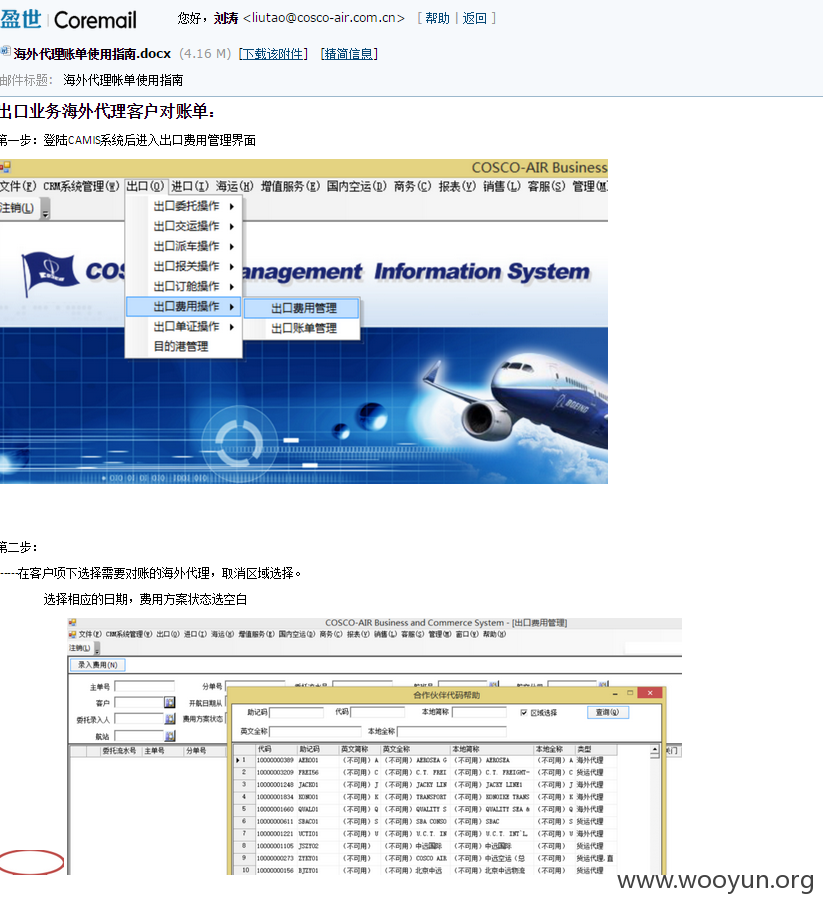 盈世 Coremail 您好，刘涛 <liutao@cosco-air.com.cn> [ 帮助 | 返回 ]
海外代理账单使用指南.docx (4.16 M) [下载该附件] [精简信息]
邮件标题： 海外代理帐单使用指南
出口业务海外代理客户对账单：
第一步：登陆CAMIS系统后进入出口费用管理界面
COSCO-AIR Business
文件(F) CRM系统管理(W) 出口(O) 进口(I) 海运(H) 增值服务(E) 国内空运(D) 商务(C) 报表(V) 销售(L) 客服(S) 管理(M
注销(L)
出口委托操作
出口交运操作
出口派车操作
出口报关操作
COS anagement Information System
出口订舱操作
出口费用操作 出口费用管理
出口单证操作 出口账单管理
目的港管理
BOEING
第二步：
-----在客户项下选择需要对账的海外代理，取消区域选择。
选择相应的日期，费用方案状态选空白
COSCO-AIR Business and Commerce System - [出口费用管理]
文件(F) CRM系统管理(W) 出口(O) 进口(I) 海运(H) 增值服务(E) 国内空运(D) 商务(C) 报表(V) 销售(L) 客服(S) 管理(M) 窗口(W) 帮助(H)
注销(L)
录入费用(N)
主单号 分单号
客户 开航日期从
委托录入人 费用方案状态
航站
委托流水号 主单号 分单号
合作伙伴代码帮助
助记码 代码 本地简称 区域选择 查询(Q)
英文全称 本地全称
代码 助记码 英文简称 英文全称 本地简称 本地全称 类型
1 10000000389 AER001 (不可用) A (不可用) AEROSEA G (不可用) AEROSEA (不可用) A 海外代理
2 10000003209 FREI56 (不可用) C (不可用) C.T. FREI (不可用) C.T. FREIGHT- (不可用) C 货运代理
3 10000001248 JACK01 (不可用) J (不可用) JACKY LIN (不可用) JACKY LINE1 (不可用) J 海外代理
4 10000001834 KONO01 (不可用) K (不可用) TRANSPORT (不可用) KONOIKE TRANS (不可用) K 海外代理
5 10000001660 QUAL01 (不可用) Q (不可用) QUALITY S (不可用) QUALITY SEA & (不可用) Q 海外代理
6 10000000611 SBAC01 (不可用) S (不可用) SBA CONSO (不可用) SBAC (不可用) S 货运代理
7 10000001221 UCTI01 (不可用) U (不可用) U.C.T. IN (不可用) U.C.T. INT'L. (不可用) U 海外代理
8 10000001105 JSZY02 (不可用) (不可用) 中远国际 (不可用) 中远国际 (不可用) 货运代理
9 10000000273 ZYKY01 (不可用) (不可用) COSCO AIR (不可用) 中远空运（总 (不可用) 货运代理,直
10 10000000156 BJZY01 (不可用) (不可用) 北京中远 (不可用) 北京中远物流 (不可用) 货运代理
www.wooyun.org